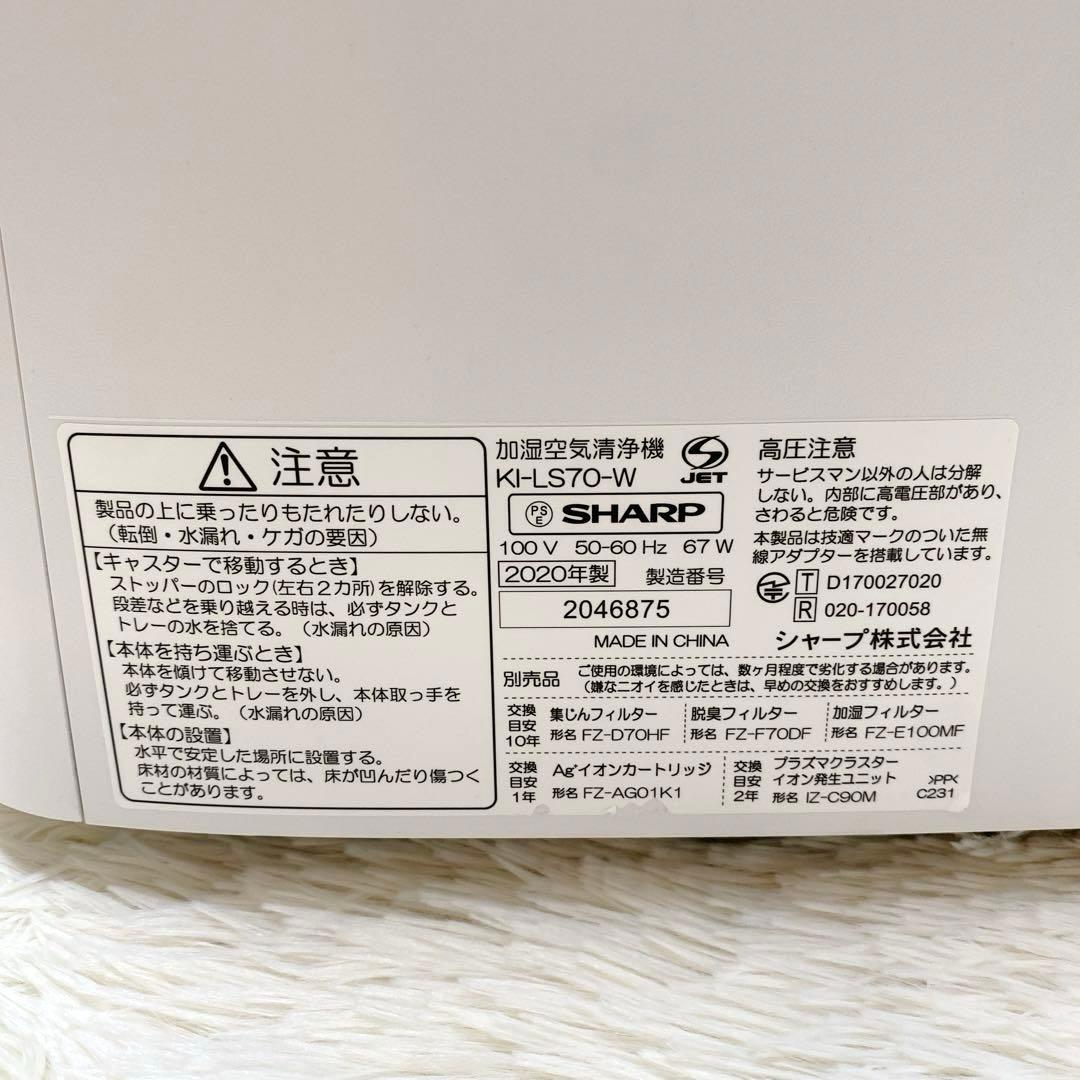 注意
製品の上に乗ったりもたれたりしない。
(転倒・水漏れ・ケガの要因)
【キャスターで移動するとき】
ストッパーのロック(左右2カ所)を解除する。
段差などを乗り越える時は、必ずタンクと
トレーの水を捨てる。(水漏れの原因)
【本体を持ち運ぶとき】
本体を傾けて移動させない。
必ずタンクとトレーを外し、本体取っ手を
持って運ぶ。(水漏れの原因)
【本体の設置】
水平で安定した場所に設置する。
床材の材質によっては、床が凹んだり傷つく
ことがあります。
加湿空気清浄機
KI-LS70-W
JET
PSE SHARP
100V 50-60Hz 67W
2020年製 製造番号
2046875
MADE IN CHINA
高圧注意
サービスマン以外の人は分解
しない。内部に高電圧部があり、
さわると危険です。
本製品は技適マークのついた無
線アダプターを搭載しています。
T D170027020
R 020-170058
シャープ株式会社
別売品 ご使用の環境によっては、数ヶ月程度で劣化する場合があります。
(嫌なニオイを感じたときは、早めの交換をおすすめします。)
交換目安10年 集じんフィルター 形名 FZ-D70HF 脱臭フィルター 形名 FZ-F70DF 加湿フィルター 形名 FZ-E100MF
交換目安1年 Ag⁺イオンカートリッジ 形名 FZ-AG01K1 交換目安2年 プラズマクラスターイオン発生ユニット 形名 IZ-C90M
>PP<
C231